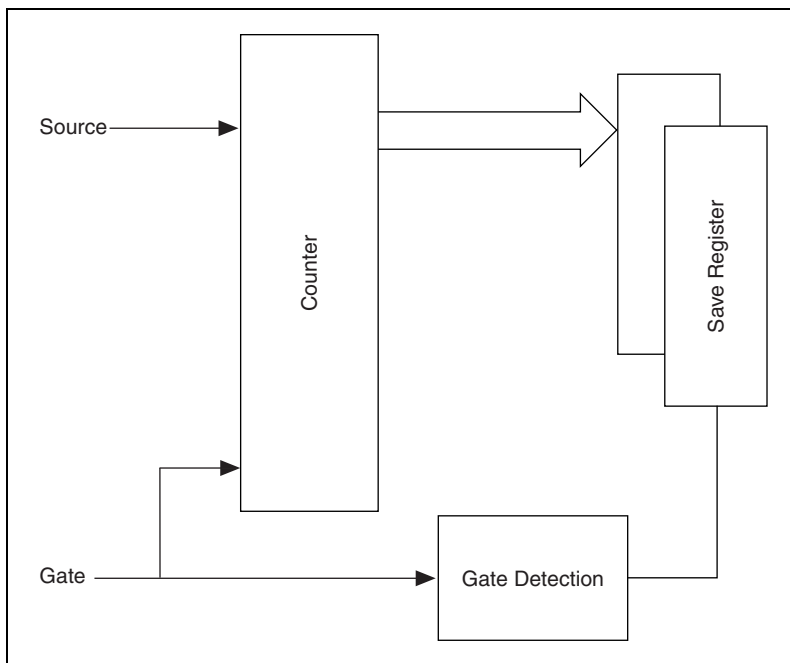 Source
Counter
Save Register
Gate
Gate Detection